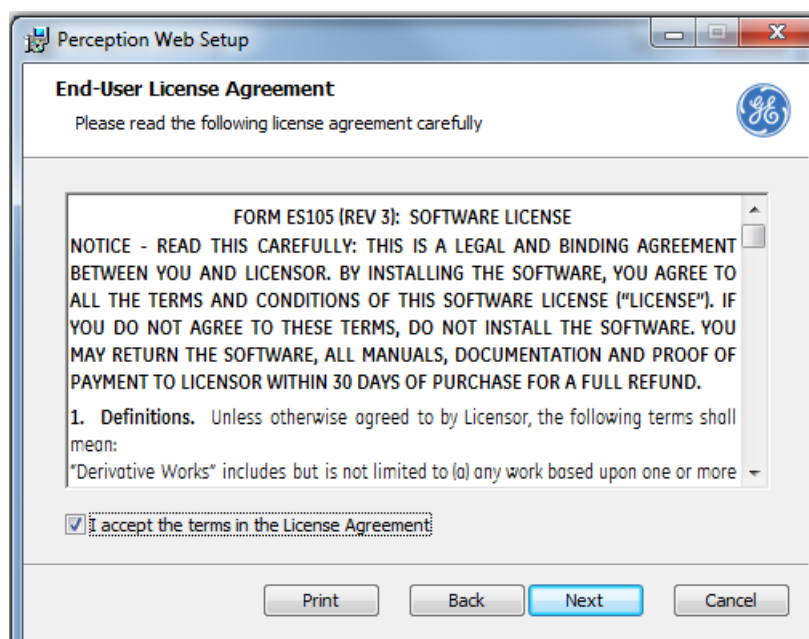 Perception Web Setup
End-User License Agreement
Please read the following license agreement carefully
GE
FORM ES105 (REV 3): SOFTWARE LICENSE
NOTICE - READ THIS CAREFULLY: THIS IS A LEGAL AND BINDING AGREEMENT
BETWEEN YOU AND LICENSOR. BY INSTALLING THE SOFTWARE, YOU AGREE TO
ALL THE TERMS AND CONDITIONS OF THIS SOFTWARE LICENSE (“LICENSE”). IF
YOU DO NOT AGREE TO THESE TERMS, DO NOT INSTALL THE SOFTWARE. YOU
MAY RETURN THE SOFTWARE, ALL MANUALS, DOCUMENTATION AND PROOF OF
PAYMENT TO LICENSOR WITHIN 30 DAYS OF PURCHASE FOR A FULL REFUND.
1. Definitions. Unless otherwise agreed to by Licensor, the following terms shall
mean:
“Derivative Works” includes but is not limited to (a) any work based upon one or more
I accept the terms in the License Agreement
Print Back Next Cancel